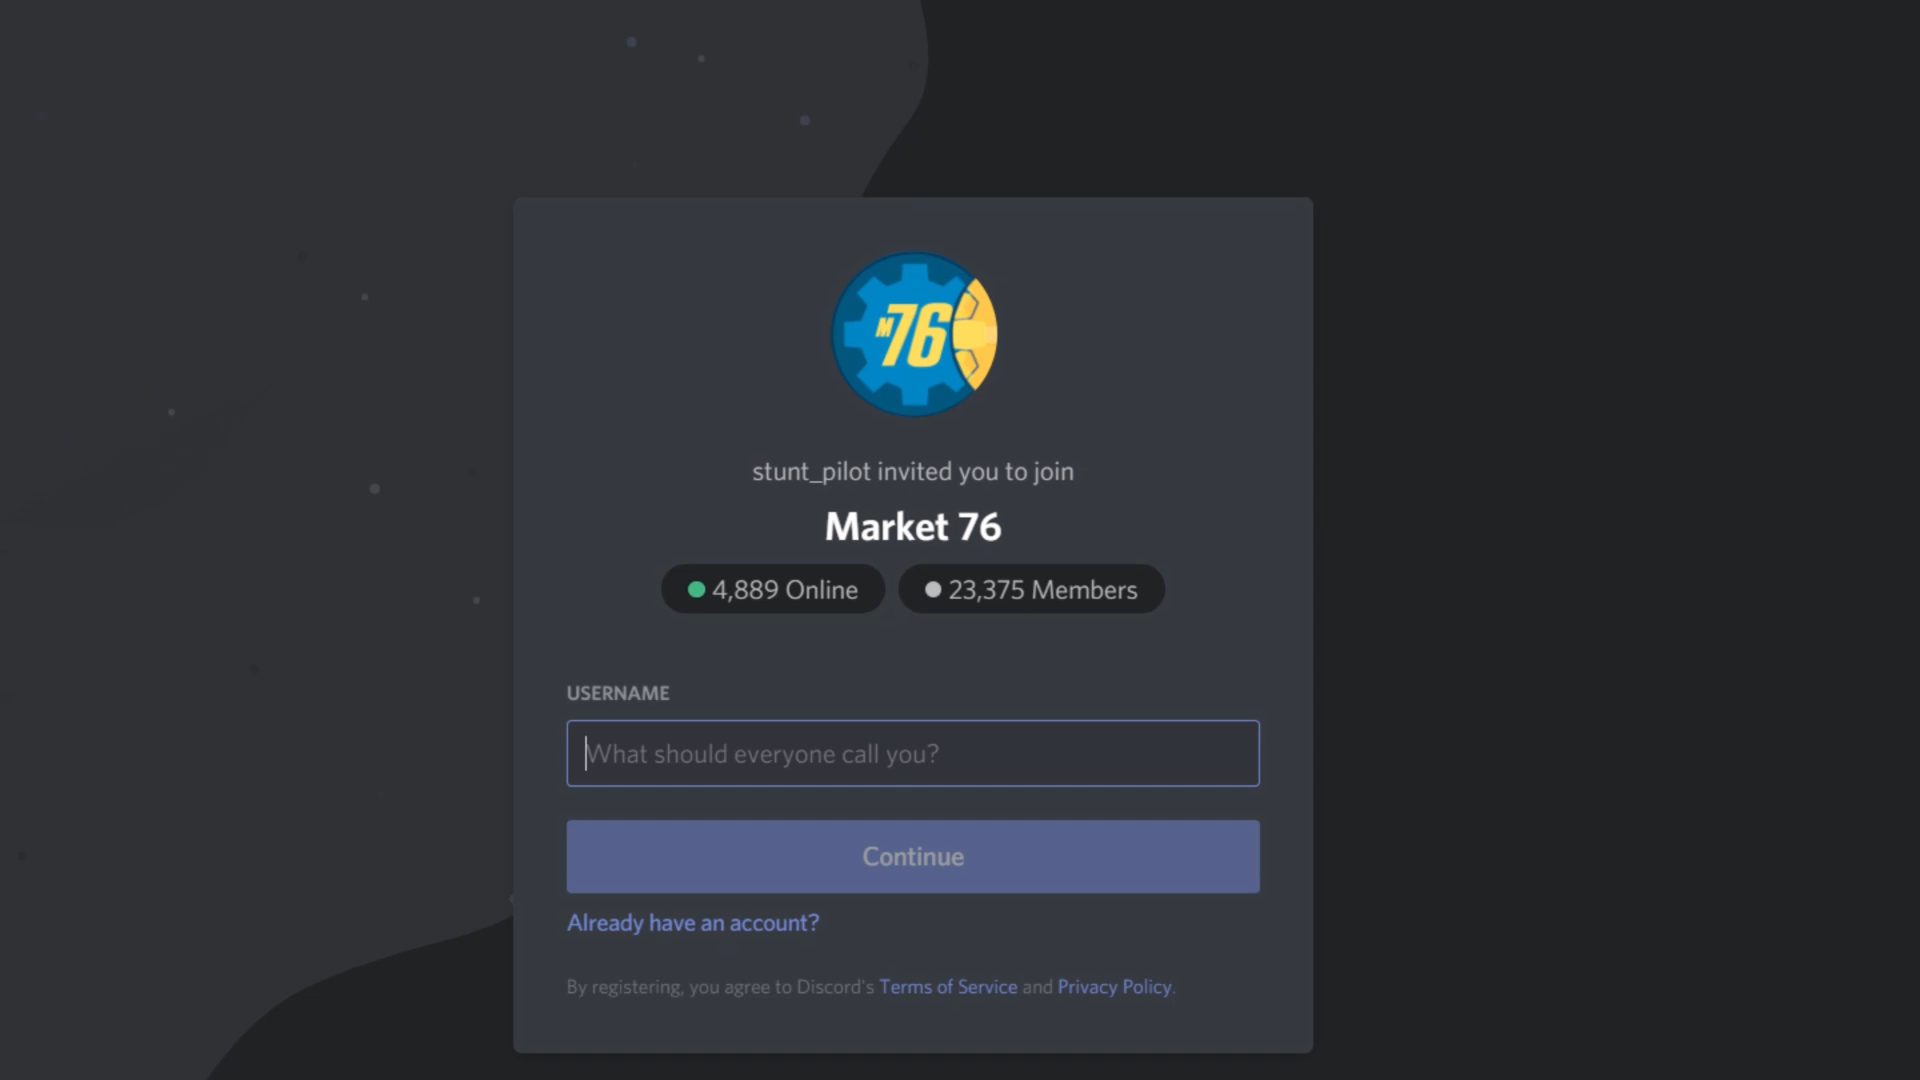 M76
stunt_pilot invited you to join
Market 76
4,889 Online 23,375 Members
USERNAME
What should everyone call you?
Continue
Already have an account?
By registering, you agree to Discord's Terms of Service and Privacy Policy.